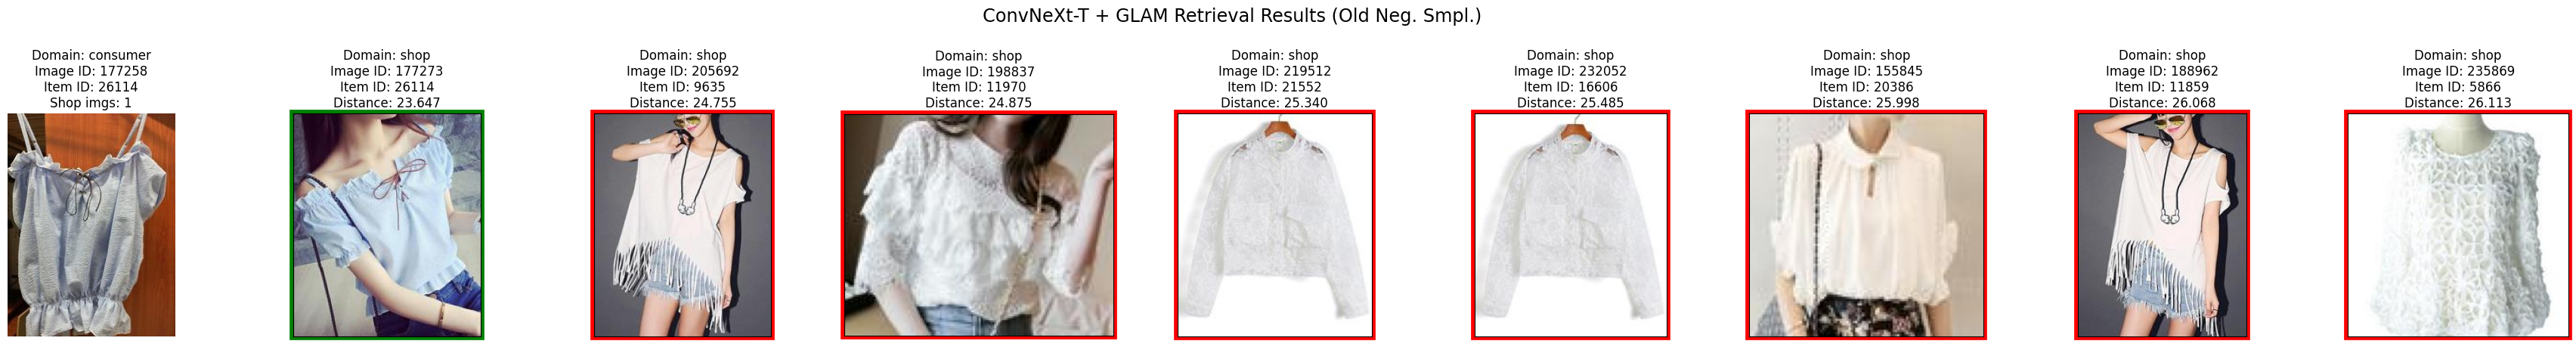 ConvNeXt-T + GLAM Retrieval Results (Old Neg. Smpl.)
Domain: consumer
Image ID: 177258
Item ID: 26114
Shop imgs: 1
Domain: shop
Image ID: 177273
Item ID: 26114
Distance: 23.647
Domain: shop
Image ID: 205692
Item ID: 9635
Distance: 24.755
Domain: shop
Image ID: 198837
Item ID: 11970
Distance: 24.875
Domain: shop
Image ID: 219512
Item ID: 21552
Distance: 25.340
Domain: shop
Image ID: 232052
Item ID: 16606
Distance: 25.485
Domain: shop
Image ID: 155845
Item ID: 20386
Distance: 25.998
Domain: shop
Image ID: 188962
Item ID: 11859
Distance: 26.068
Domain: shop
Image ID: 235869
Item ID: 5866
Distance: 26.113